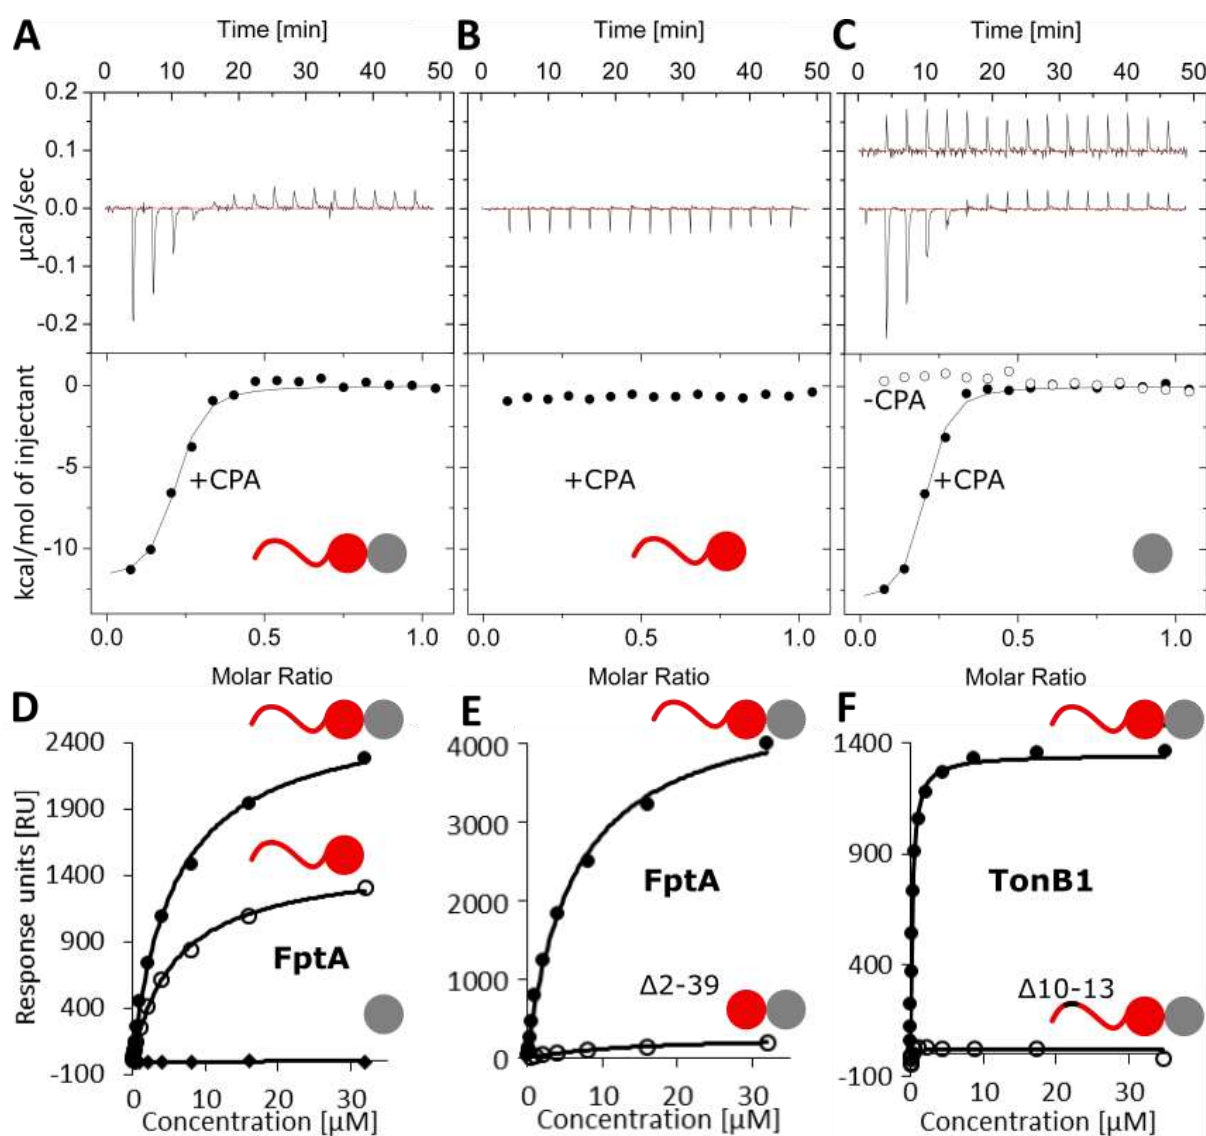 A
B
C
Time [min]
Time [min]
Time [min]
0 10 20 30 40 50
0 10 20 30 40 50
0 10 20 30 40 50
µcal/sec
0.2
0.1
0.0
-0.1
-0.2
kcal/mol of injectant
0
-5
-10
+CPA
+CPA
-CPA
+CPA
0.0 0.5 1.0
0.0 0.5 1.0
0.0 0.5 1.0
Molar Ratio
Molar Ratio
Molar Ratio
D
Response units [RU]
2400
1900
1400
900
400
-100
FptA
0 10 20 30
Concentration [µM]
E
4000
3000
2000
1000
0
FptA
Δ2-39
0 10 20 30
Concentration [µM]
F
1400
900
400
-100
TonB1
Δ10-13
0 10 20 30
Concentration [µM]